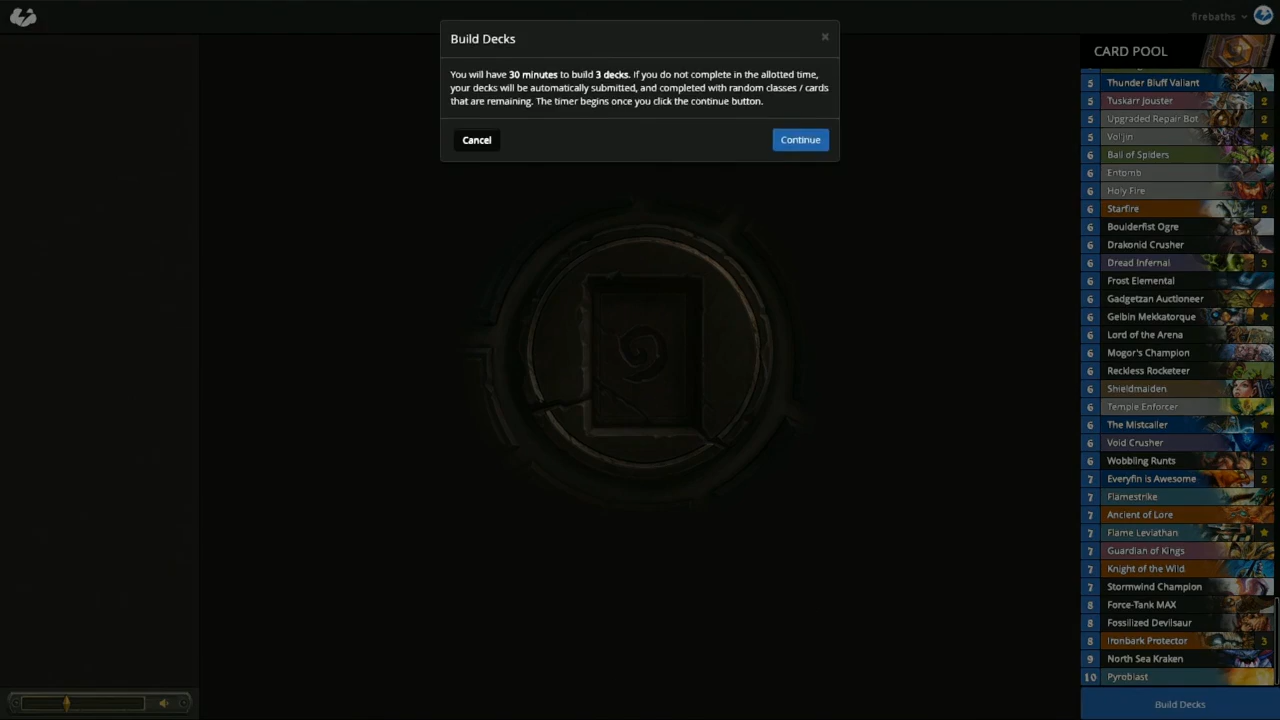 firebaths
Build Decks
×
You will have 30 minutes to build 3 decks. If you do not complete in the allotted time,
your decks will be automatically submitted, and completed with random classes / cards
that are remaining. The timer begins once you click the continue button.
Cancel
Continue
CARD POOL
5 Thunder Bluff Valiant
5 Tuskarr Jouster 2
5 Upgraded Repair Bot 2
5 Vol'jin
6 Ball of Spiders
6 Entomb
6 Holy Fire
6 Starfire 2
6 Boulderfist Ogre
6 Drakonid Crusher
6 Dread Infernal 3
6 Frost Elemental
6 Gadgetzan Auctioneer
6 Gelbin Mekkatorque
6 Lord of the Arena
6 Mogor's Champion
6 Reckless Rocketeer
6 Shieldmaiden
6 Temple Enforcer
6 The Mistcaller
6 Void Crusher
6 Wobbling Runts 3
7 Everyfin is Awesome 2
7 Flamestrike
7 Ancient of Lore
7 Flame Leviathan
7 Guardian of Kings
7 Knight of the Wild
7 Stormwind Champion
8 Force-Tank MAX
8 Fossilized Devilsaur
8 Ironbark Protector 3
9 North Sea Kraken
10 Pyroblast
Build Decks